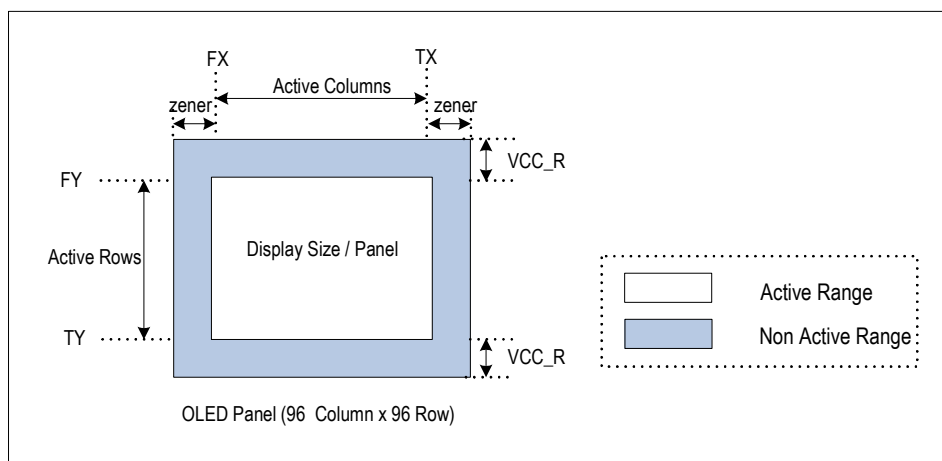 FX
TX
Active Columns
zener
zener
VCC_R
FY
Display Size / Panel
Active Rows
Active Range
TY
Non Active Range
VCC_R
OLED Panel (96 Column x 96 Row)